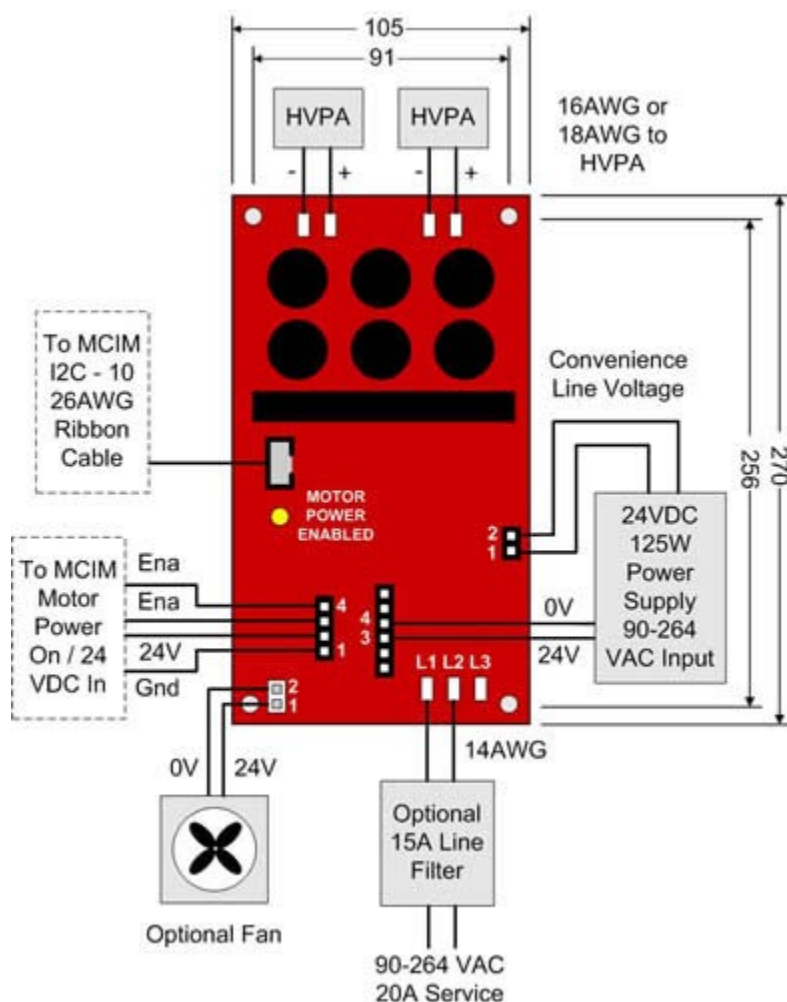 105
91
HVPA
HVPA
16AWG or
18AWG to
HVPA
-
+
-
+
To MCIM
I2C - 10
26AWG
Ribbon
Cable
Convenience
Line Voltage
256
270
MOTOR
POWER
ENABLED
2
1
24VDC
125W
Power
Supply
90-264
VAC Input
To MCIM
Motor
Power
On / 24
VDC In
Ena
Ena
24V
Gnd
4
1
4
3
0V
24V
L1 L2 L3
2
1
14AWG
0V 24V
Optional
15A Line
Filter
Optional Fan
90-264 VAC
20A Service